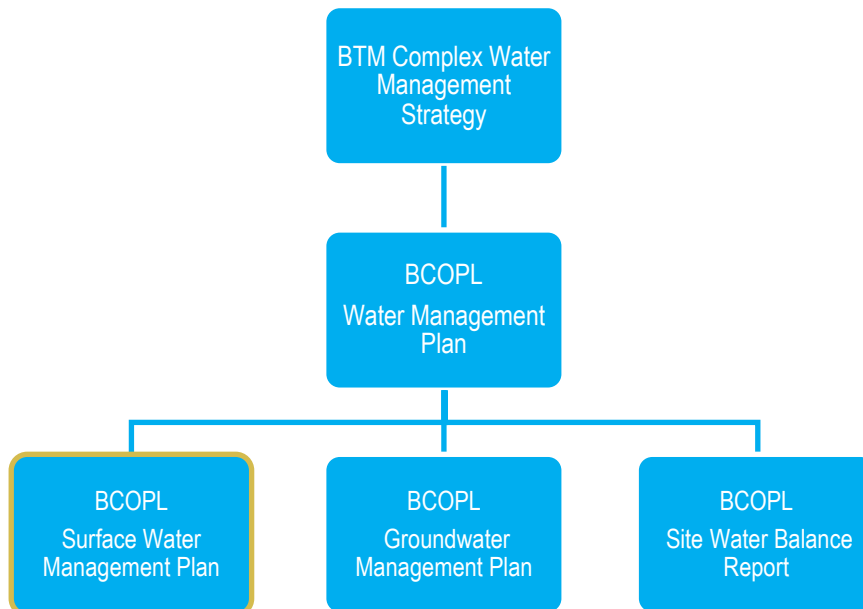 BTM Complex Water
Management
Strategy
BCOPL
Water Management
Plan
BCOPL
Surface Water
Management Plan
BCOPL
Groundwater
Management Plan
BCOPL
Site Water Balance
Report